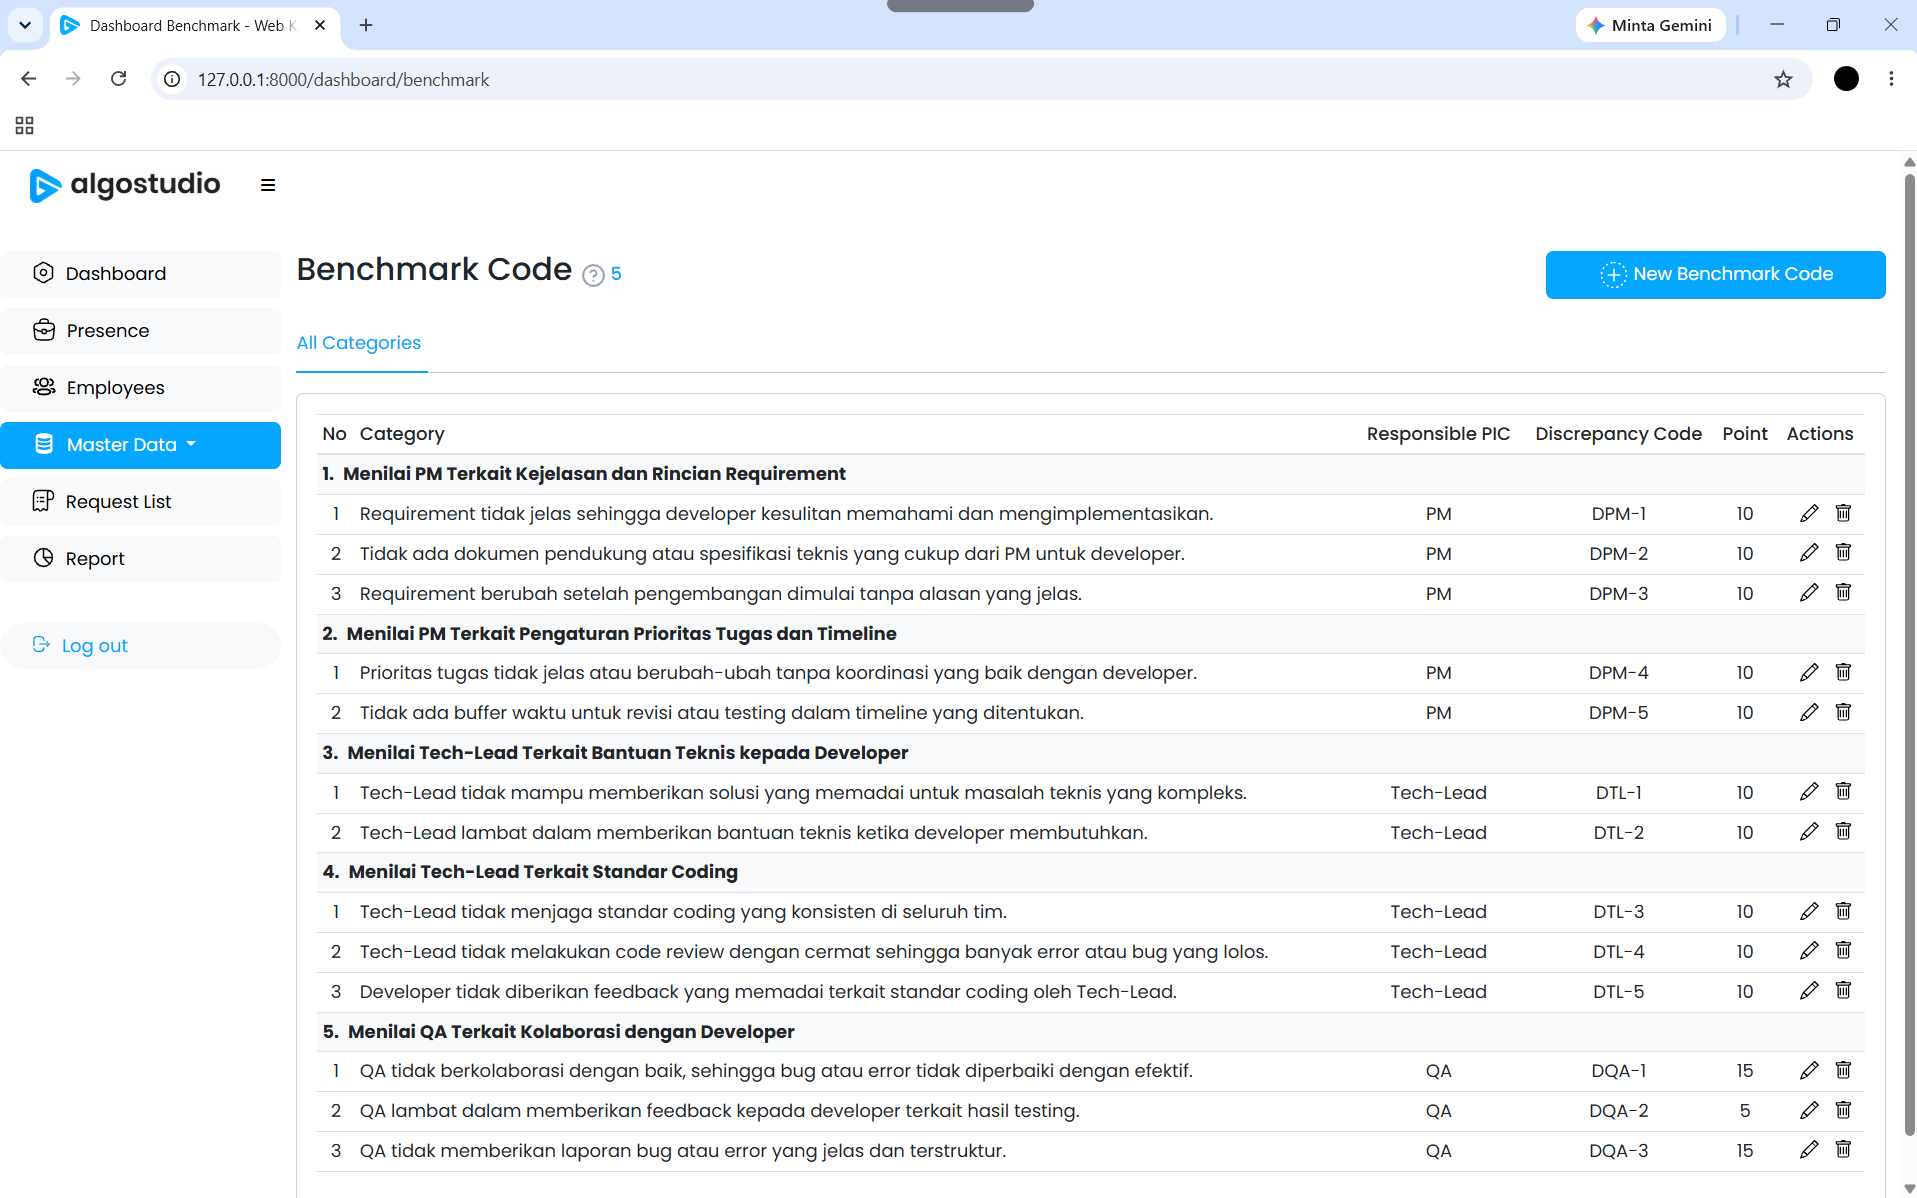 Dashboard Benchmark - Web K
Minta Gemini
127.0.0.1:8000/dashboard/benchmark
algostudio
Dashboard
Presence
Employees
Master Data
Request List
Report
Log out
Benchmark Code ? 5
New Benchmark Code
All Categories
No Category Responsible PIC Discrepancy Code Point Actions
1. Menilai PM Terkait Kejelasan dan Rincian Requirement
1 Requirement tidak jelas sehingga developer kesulitan memahami dan mengimplementasikan. PM DPM-1 10
2 Tidak ada dokumen pendukung atau spesifikasi teknis yang cukup dari PM untuk developer. PM DPM-2 10
3 Requirement berubah setelah pengembangan dimulai tanpa alasan yang jelas. PM DPM-3 10
2. Menilai PM Terkait Pengaturan Prioritas Tugas dan Timeline
1 Prioritas tugas tidak jelas atau berubah-ubah tanpa koordinasi yang baik dengan developer. PM DPM-4 10
2 Tidak ada buffer waktu untuk revisi atau testing dalam timeline yang ditentukan. PM DPM-5 10
3. Menilai Tech-Lead Terkait Bantuan Teknis kepada Developer
1 Tech-Lead tidak mampu memberikan solusi yang memadai untuk masalah teknis yang kompleks. Tech-Lead DTL-1 10
2 Tech-Lead lambat dalam memberikan bantuan teknis ketika developer membutuhkan. Tech-Lead DTL-2 10
4. Menilai Tech-Lead Terkait Standar Coding
1 Tech-Lead tidak menjaga standar coding yang konsisten di seluruh tim. Tech-Lead DTL-3 10
2 Tech-Lead tidak melakukan code review dengan cermat sehingga banyak error atau bug yang lolos. Tech-Lead DTL-4 10
3 Developer tidak diberikan feedback yang memadai terkait standar coding oleh Tech-Lead. Tech-Lead DTL-5 10
5. Menilai QA Terkait Kolaborasi dengan Developer
1 QA tidak berkolaborasi dengan baik, sehingga bug atau error tidak diperbaiki dengan efektif. QA DQA-1 15
2 QA lambat dalam memberikan feedback kepada developer terkait hasil testing. QA DQA-2 5
3 QA tidak memberikan laporan bug atau error yang jelas dan terstruktur. QA DQA-3 15